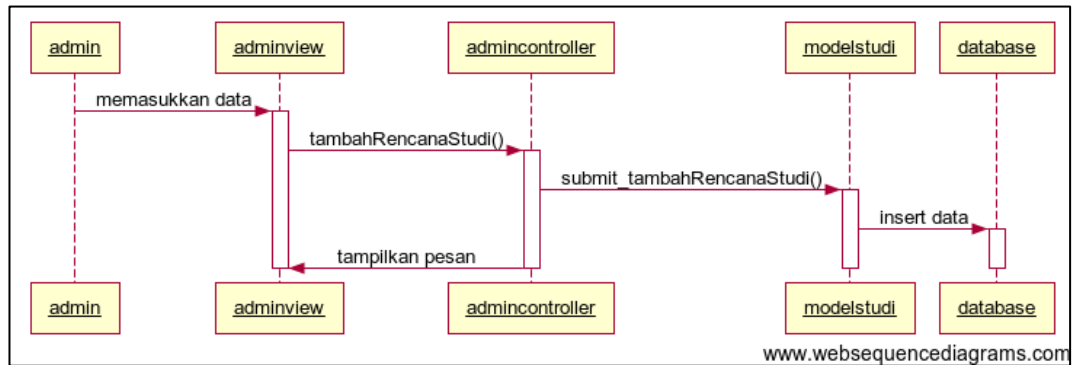 admin
adminview
admincontroller
modelstudi
database
memasukkan data
tambahRencanaStudi()
submit_tambahRencanaStudi()
insert data
tampilkan pesan
admin
adminview
admincontroller
modelstudi
database
www.websequencediagrams.com